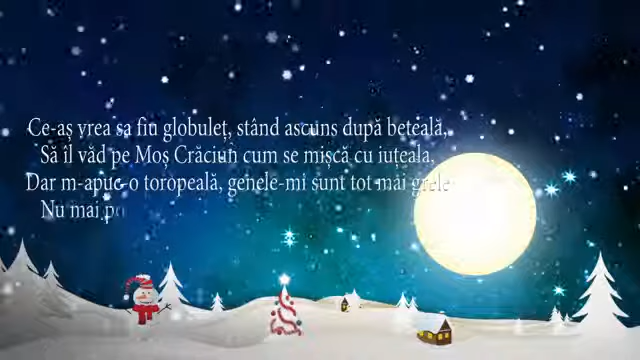 Ce-aș vrea sa fiu globuleț, stând ascuns după beteală,
Să îl văd pe Moș Crăciun cum se mișcă cu iuțeală,
Dar m-apuc-o toropeală, genele-mi sunt tot mai grele
Nu mai po